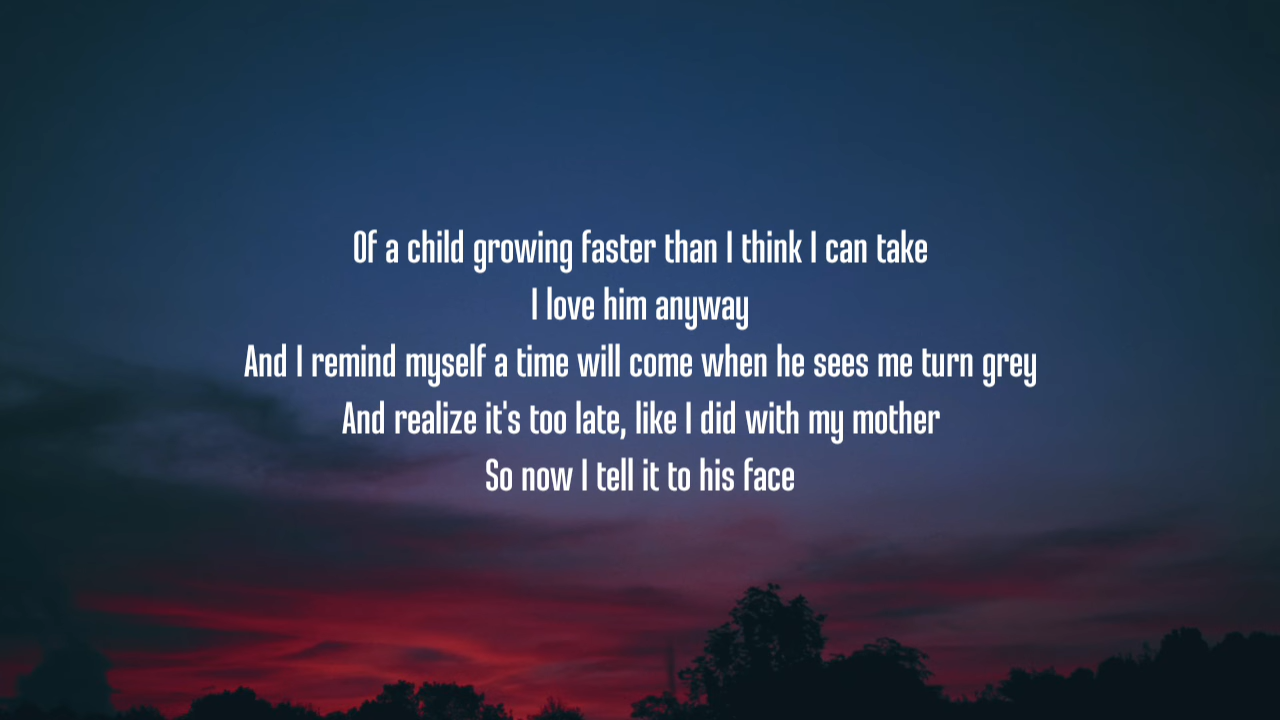 Of a child growing faster than I think I can take
I love him anyway
And I remind myself a time will come when he sees me turn grey
And realize it's too late, like I did with my mother
So now I tell it to his face